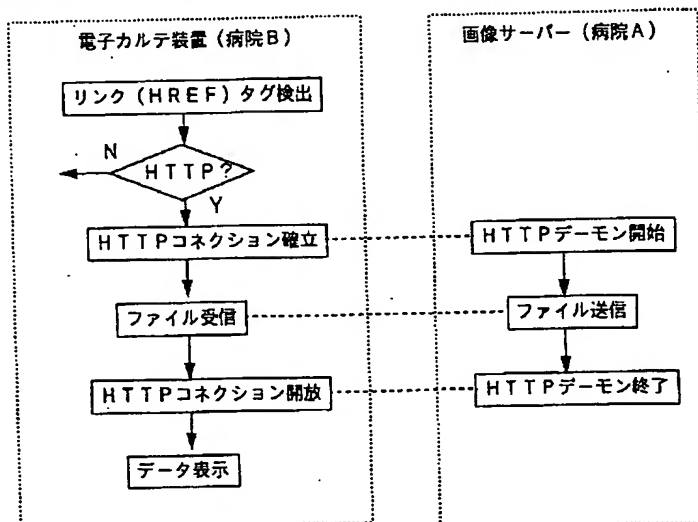 電子カルテ装置（病院B）
リンク（HREF）タグ検出
N
HTTP？
Y
HTTPコネクション確立
ファイル受信
HTTPコネクション開放
データ表示
画像サーバー（病院A）
HTTPデーモン開始
ファイル送信
HTTPデーモン終了